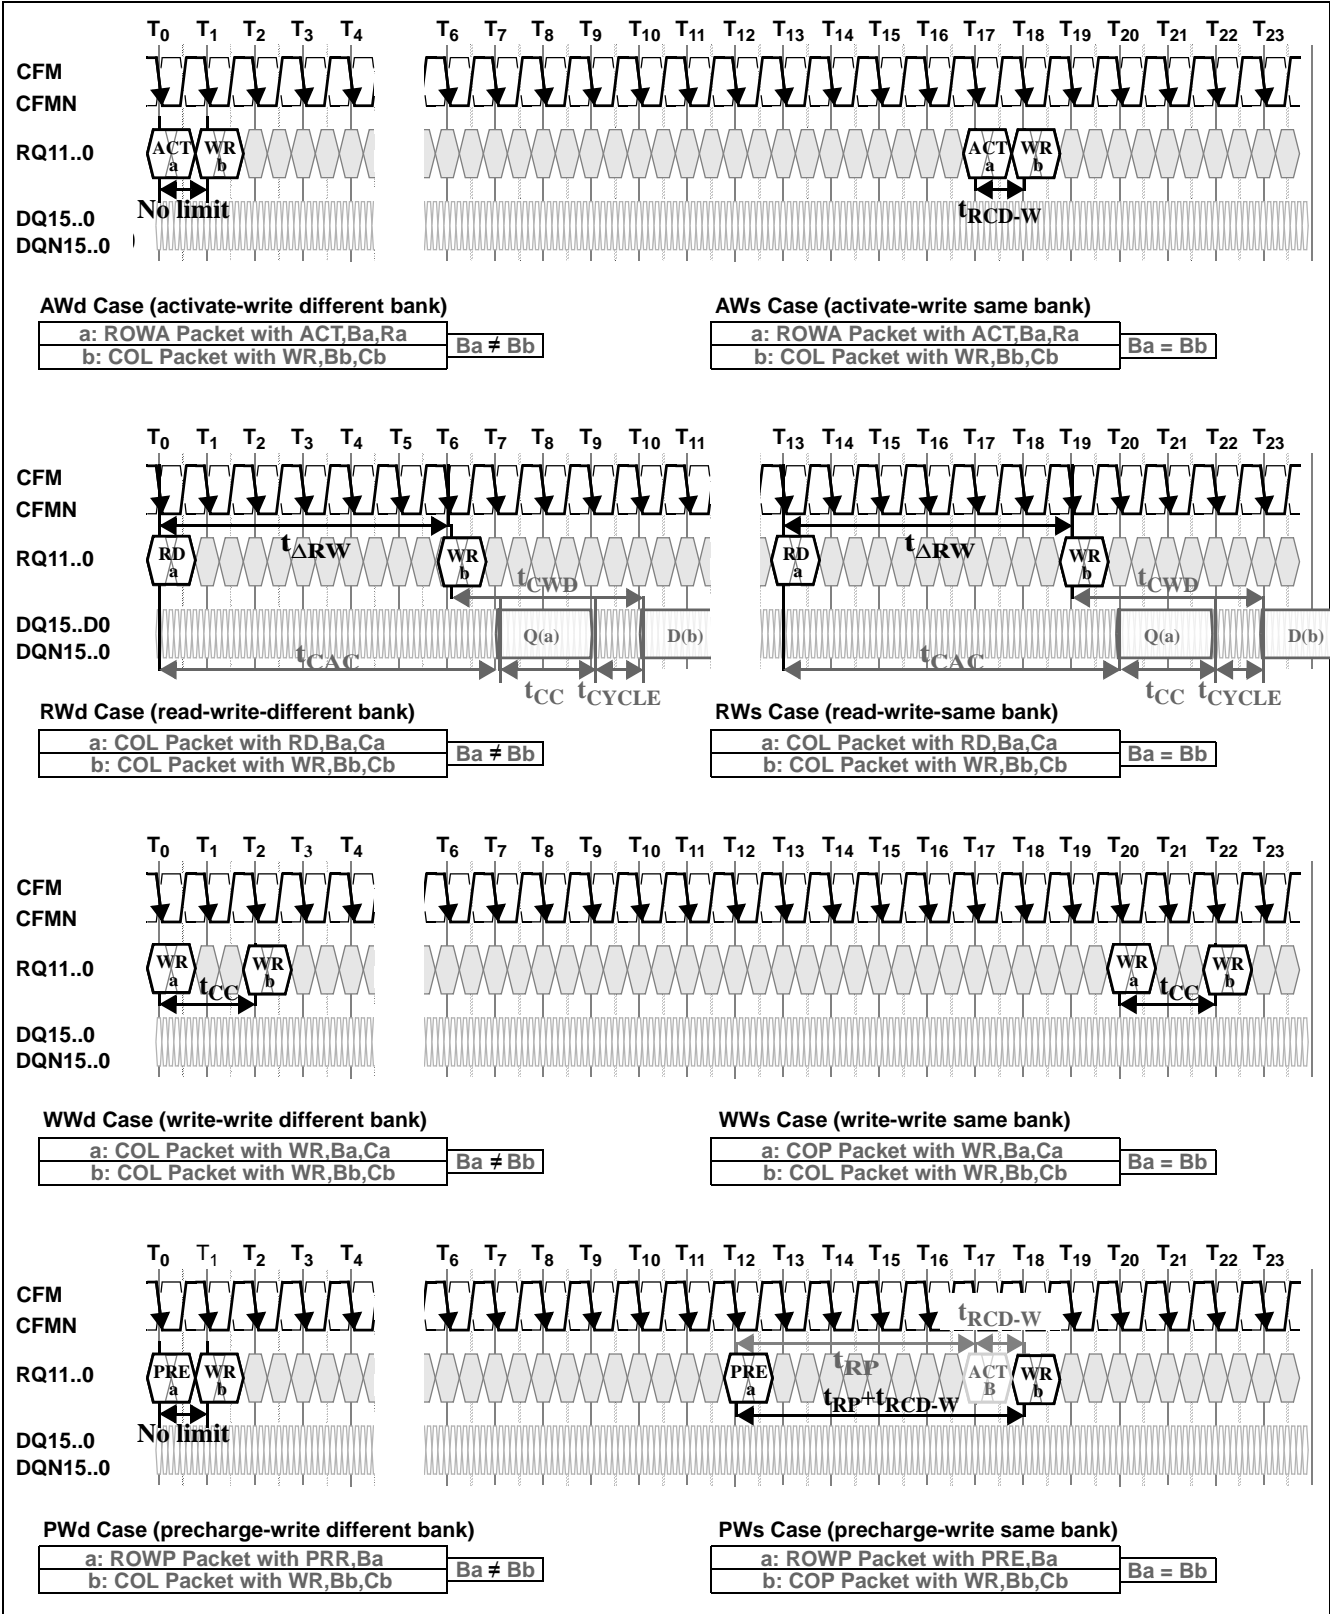 T0 T1 T2 T3 T4 T6 T7 T8 T9 T10 T11 T12 T13 T14 T15 T16 T17 T18 T19 T20 T21 T22 T23
CFM
CFMN
RQ11..0 ACT a WR b ACT a WR b
No limit tRCD-W
DQ15..0
DQN15..0
AWd Case (activate-write different bank) AWs Case (activate-write same bank)
a: ROWA Packet with ACT,Ba,Ra a: ROWA Packet with ACT,Ba,Ra
b: COL Packet with WR,Bb,Cb Ba ≠ Bb b: COL Packet with WR,Bb,Cb Ba = Bb
T0 T1 T2 T3 T4 T5 T6 T7 T8 T9 T10 T11 T13 T14 T15 T16 T17 T18 T19 T20 T21 T22 T23
CFM
CFMN
tΔRW tΔRW
RQ11..0 RD a WR b RD a WR b
tCWD tCWD
DQ15..D0 Q(a) D(b) Q(a) D(b)
DQN15..0
tCAC tCAC
tCC tCYCLE tCC tCYCLE
RWd Case (read-write-different bank) RWs Case (read-write-same bank)
a: COL Packet with RD,Ba,Ca a: COL Packet with RD,Ba,Ca
b: COL Packet with WR,Bb,Cb Ba ≠ Bb b: COL Packet with WR,Bb,Cb Ba = Bb
T0 T1 T2 T3 T4 T6 T7 T8 T9 T10 T11 T12 T13 T14 T15 T16 T17 T18 T19 T20 T21 T22 T23
CFM
CFMN
RQ11..0 WR a WR b WR a WR b
tCC tCC
DQ15..0
DQN15..0
WWd Case (write-write different bank) WWs Case (write-write same bank)
a: COL Packet with WR,Ba,Ca a: COP Packet with WR,Ba,Ca
b: COL Packet with WR,Bb,Cb Ba ≠ Bb b: COL Packet with WR,Bb,Cb Ba = Bb
T0 T1 T2 T3 T4 T6 T7 T8 T9 T10 T11 T12 T13 T14 T15 T16 T17 T18 T19 T20 T21 T22 T23
CFM
CFMN tRCD-W
RQ11..0 PRE a WR b PRE a tRP ACT B WR b
tRP+tRCD-W
No limit
DQ15..0
DQN15..0
PWd Case (precharge-write different bank) PWs Case (precharge-write same bank)
a: ROWP Packet with PRR,Ba a: ROWP Packet with PRE,Ba
b: COL Packet with WR,Bb,Cb Ba ≠ Bb b: COP Packet with WR,Bb,Cb Ba = Bb